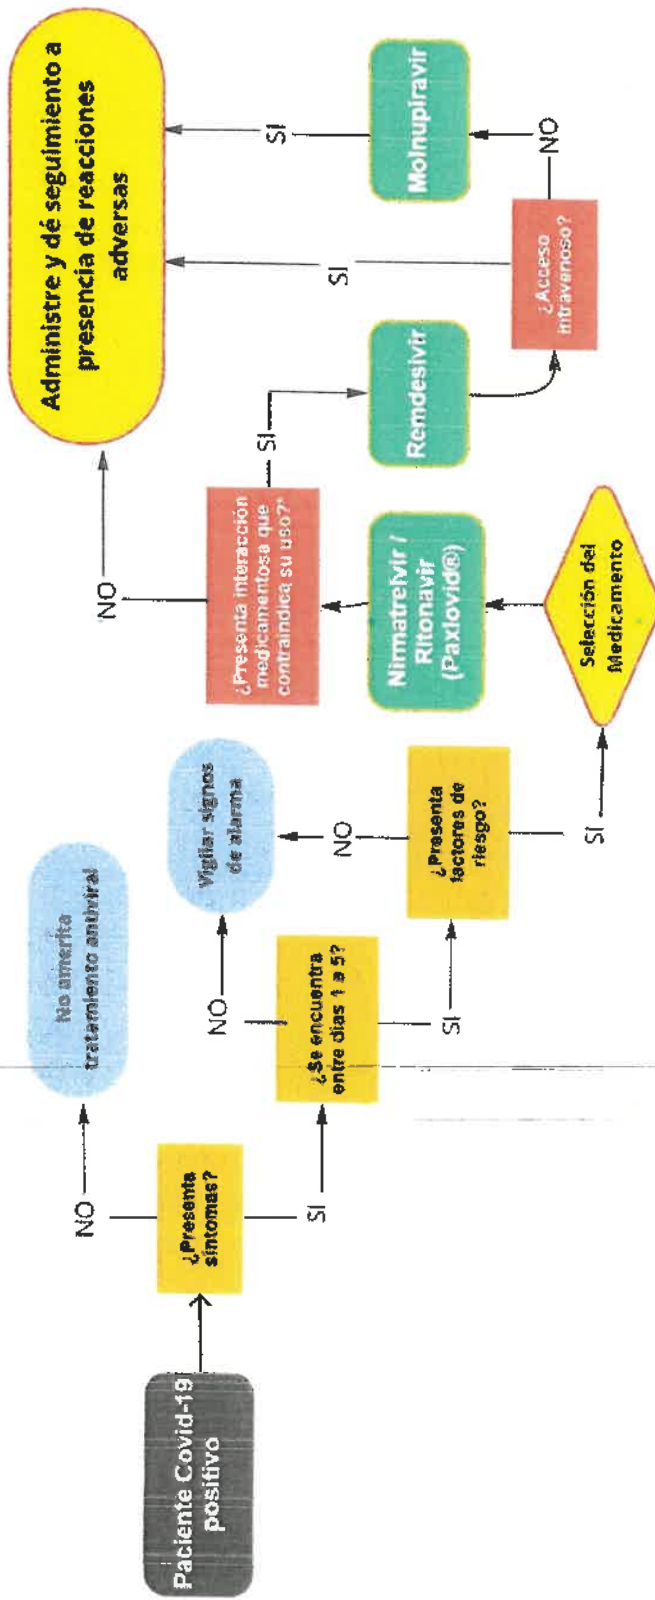 Paciente Covid-19
positivo
¿Presenta
síntomas?
NO
No amerita
tratamiento antiviral
SI
¿Se encuentra
entre días 1 a 5?
NO
Vigilar signos
de alarma
SI
¿Presenta
factores de
riesgo?
NO
SI
Selección del
Medicamento
Nirmatrelvir /
Ritonavir
(Paxlovid®)
¿Presenta interacción
medicamentosa que
contraindica su uso?*
NO
SI
Remdesivir
¿Acceso
intravenoso?
SI
NO
Molnupiravir
SI
Administre y dé seguimiento a
presencia de reacciones
adversas